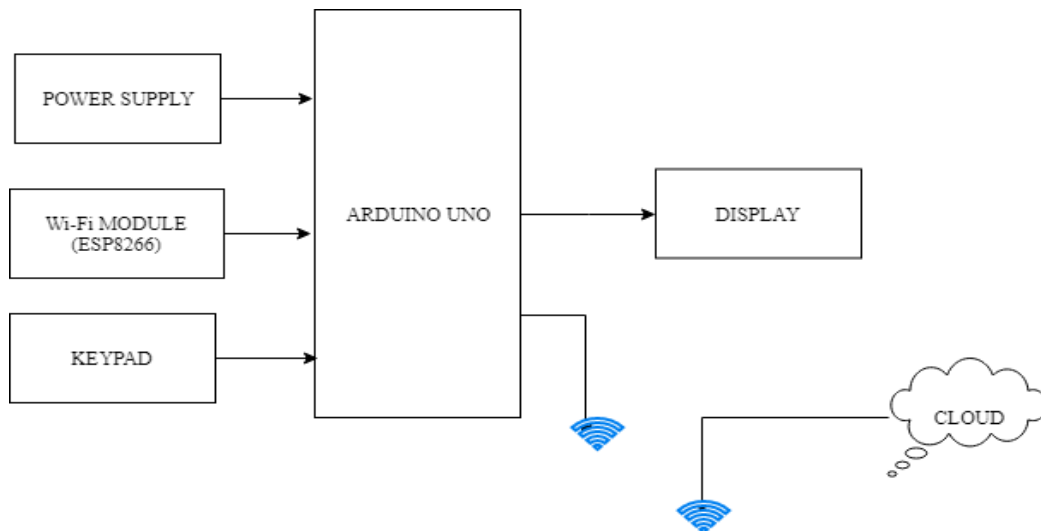 POWER SUPPLY
Wi-Fi MODULE
(ESP8266)
KEYPAD
ARDUINO UNO
DISPLAY
CLOUD